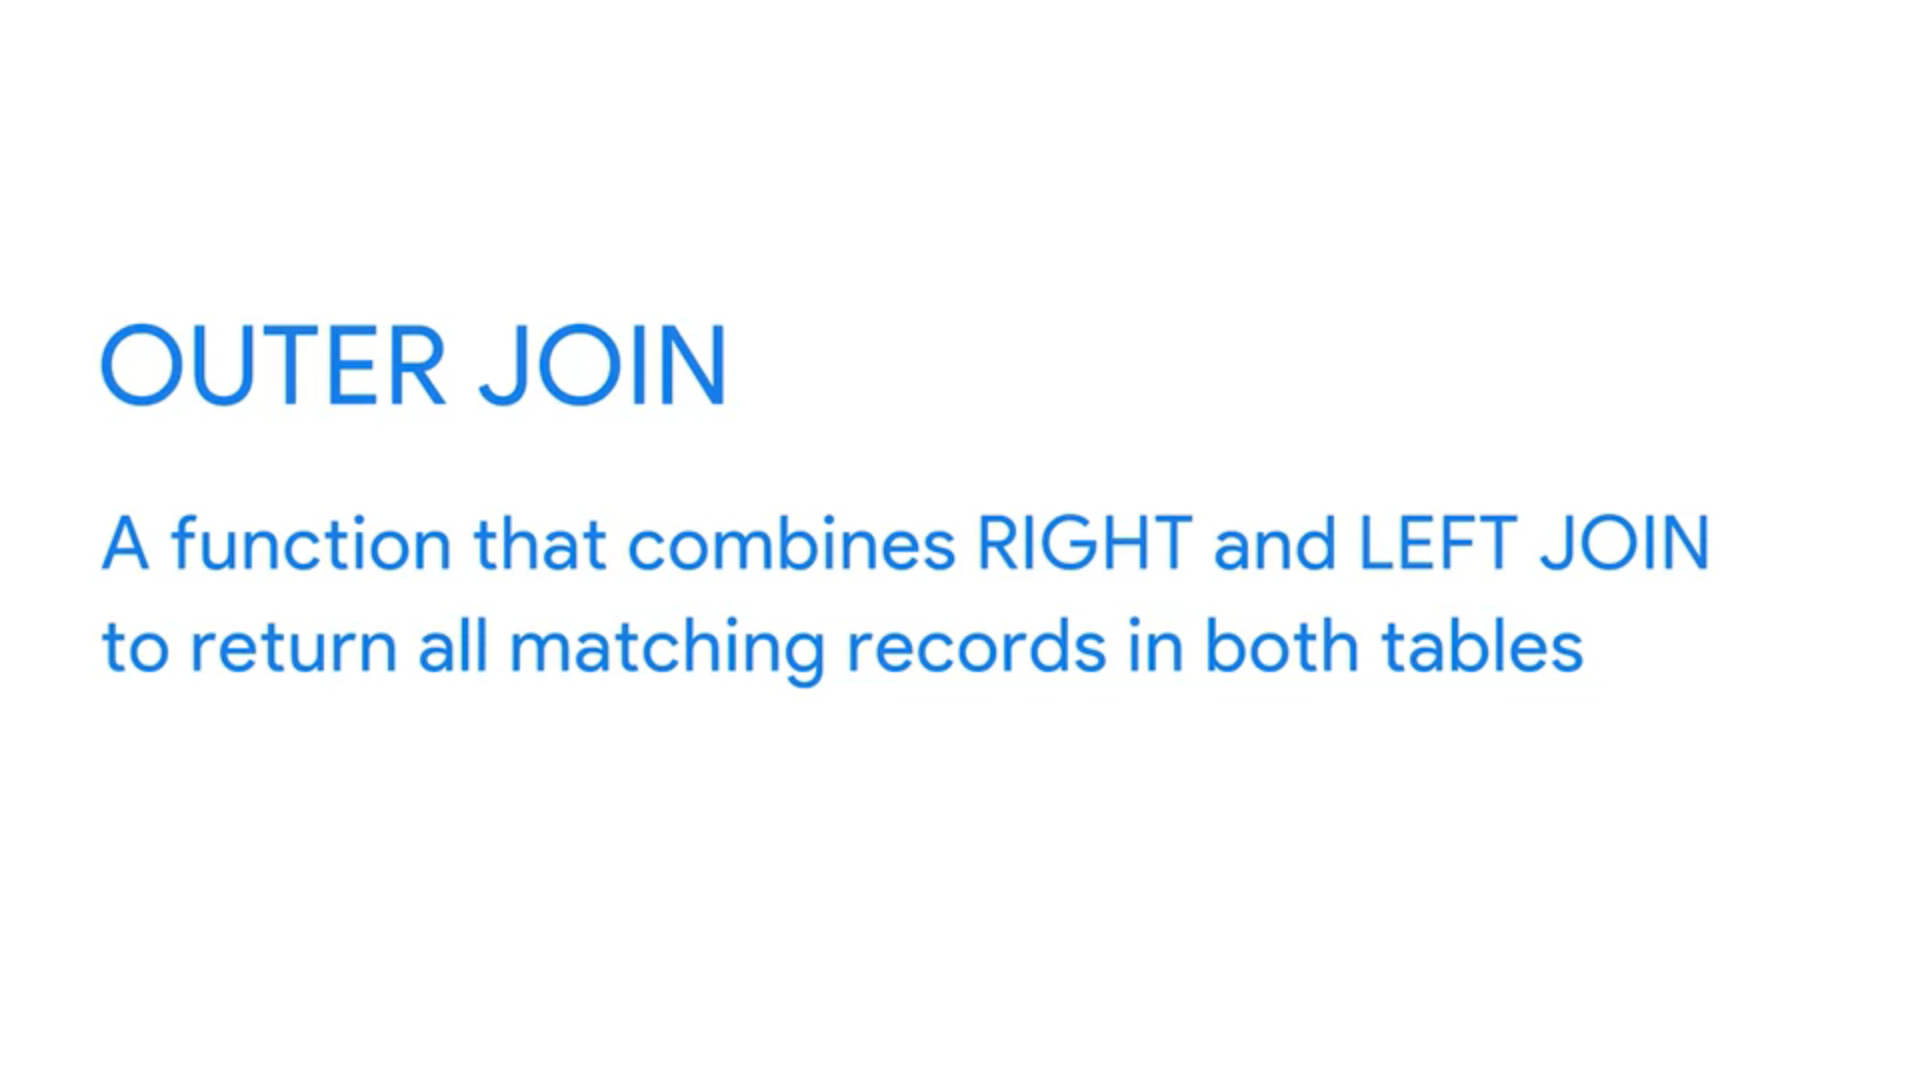 OUTER JOIN
A function that combines RIGHT and LEFT JOIN
to return all matching records in both tables